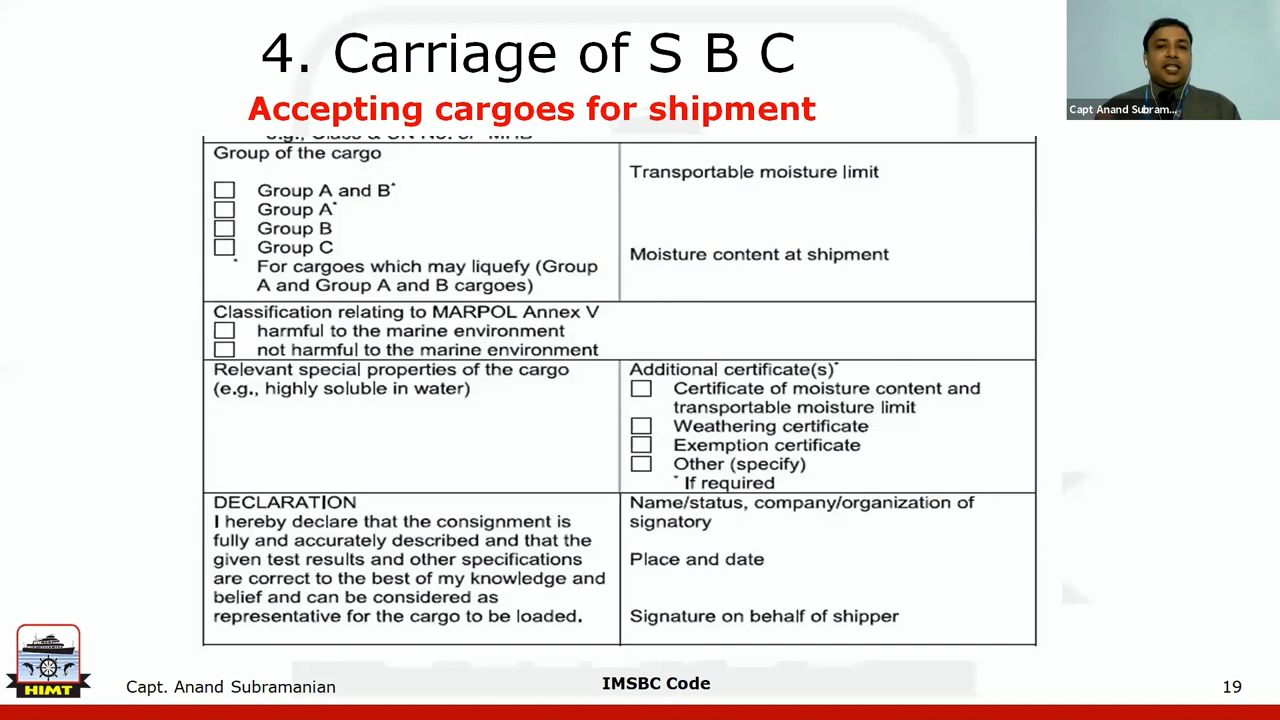 4. Carriage of S B C
Accepting cargoes for shipment
Capt Anand Subram...
Group of the cargo
Group A and B*
Group A*
Group B
Group C
* For cargoes which may liquefy (Group
A and Group A and B cargoes)
Transportable moisture limit
Moisture content at shipment
Classification relating to MARPOL Annex V
harmful to the marine environment
not harmful to the marine environment
Relevant special properties of the cargo
(e.g., highly soluble in water)
Additional certificate(s)*
Certificate of moisture content and
transportable moisture limit
Weathering certificate
Exemption certificate
Other (specify)
* If required
DECLARATION
I hereby declare that the consignment is
fully and accurately described and that the
given test results and other specifications
are correct to the best of my knowledge and
belief and can be considered as
representative for the cargo to be loaded.
Name/status, company/organization of
signatory
Place and date
Signature on behalf of shipper
HIMT
Capt. Anand Subramanian
IMSBC Code
19